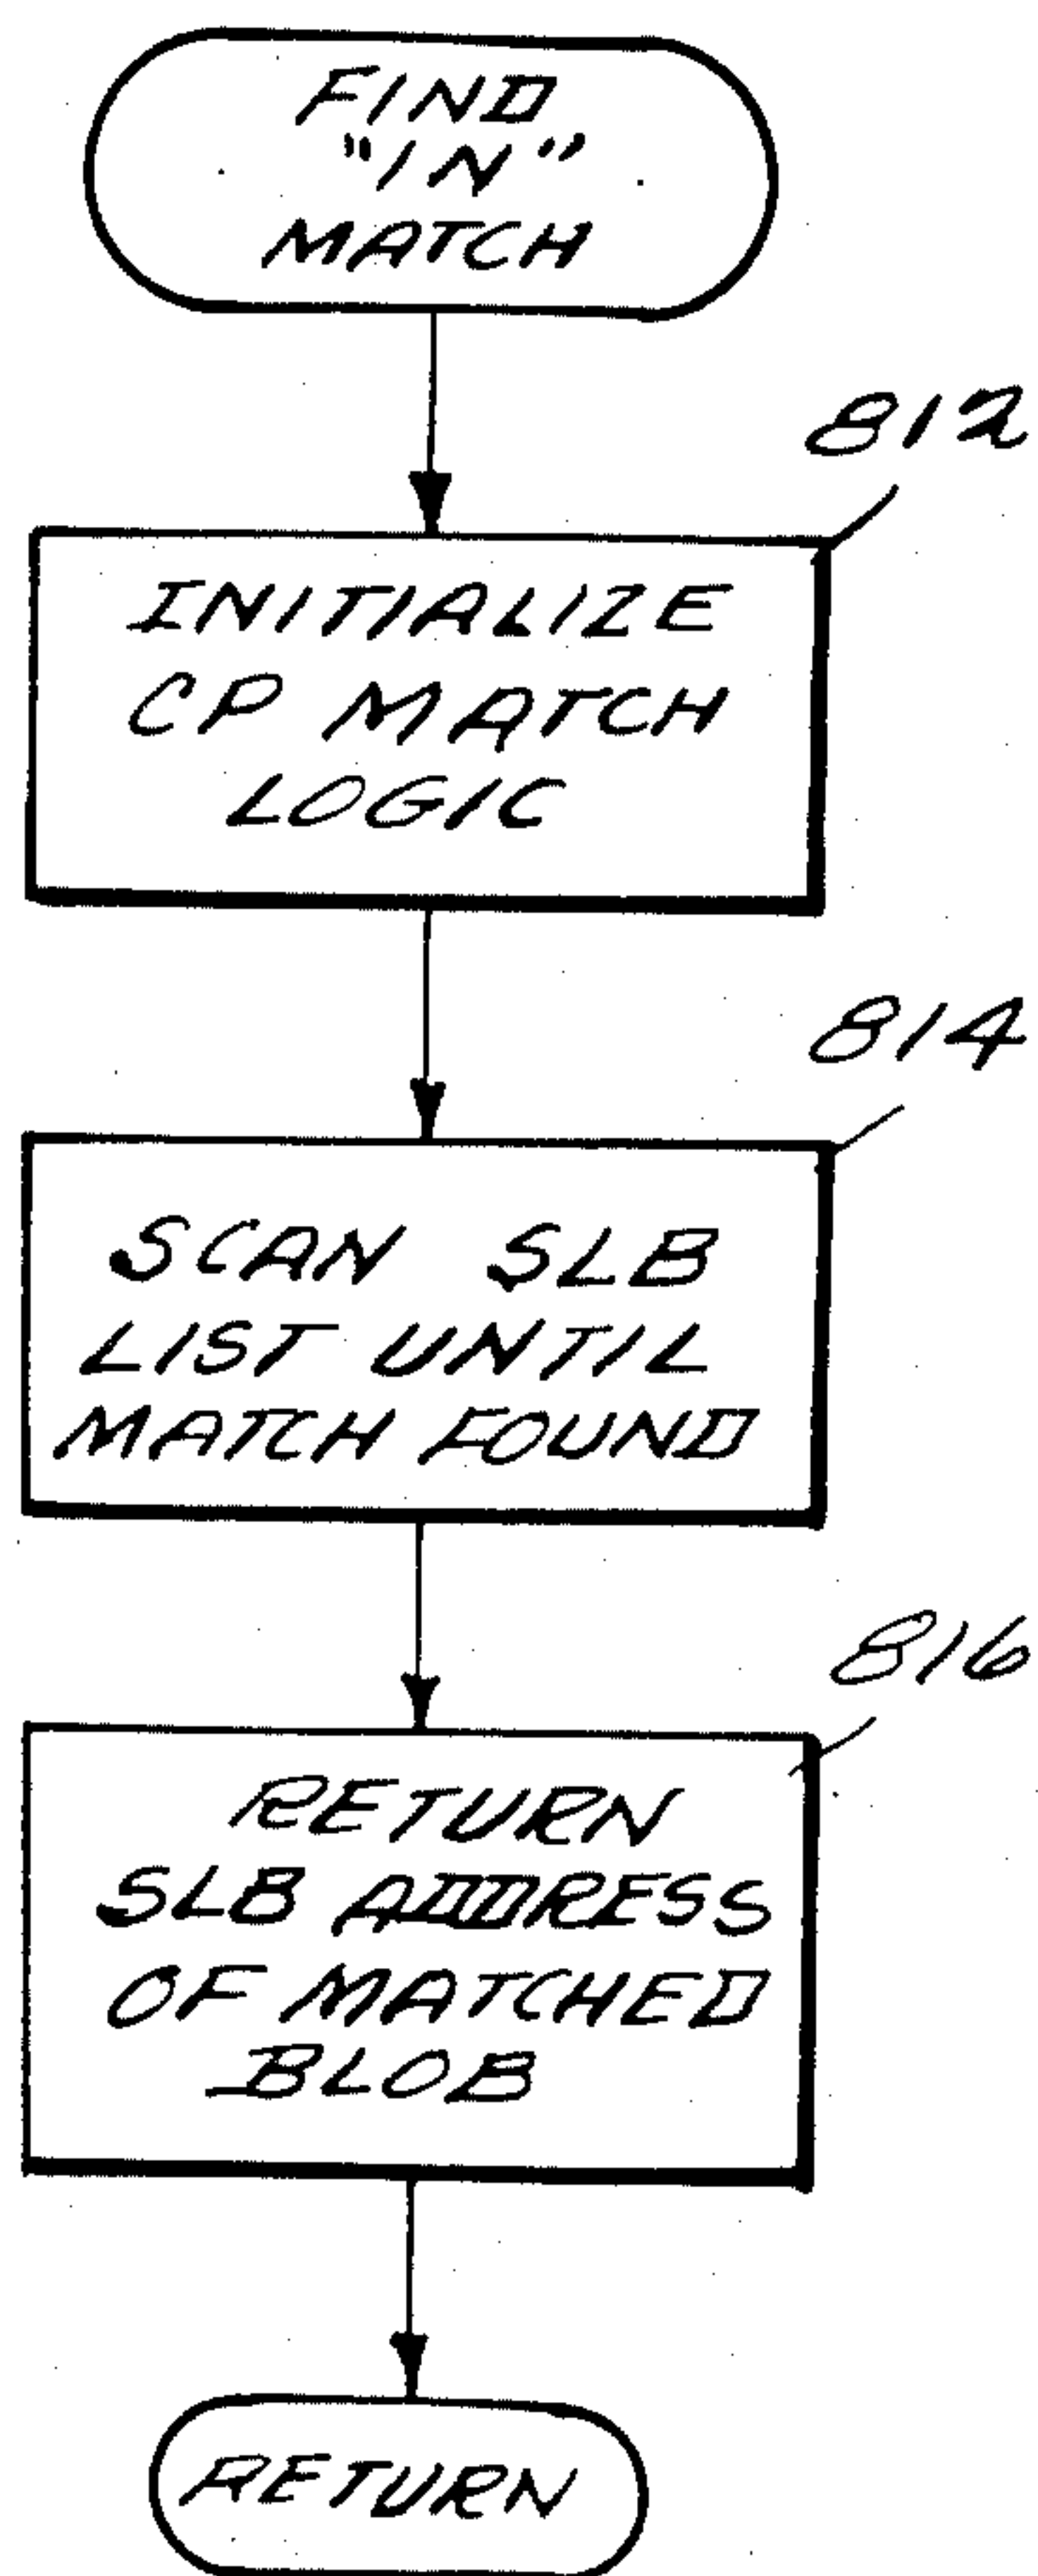 FIND
"IN"
MATCH
812
INITIALIZE
CP MATCH
LOGIC
814
SCAN SLB
LIST UNTIL
MATCH FOUND
816
RETURN
SLB ADDRESS
OF MATCHED
BLOB
RETURN